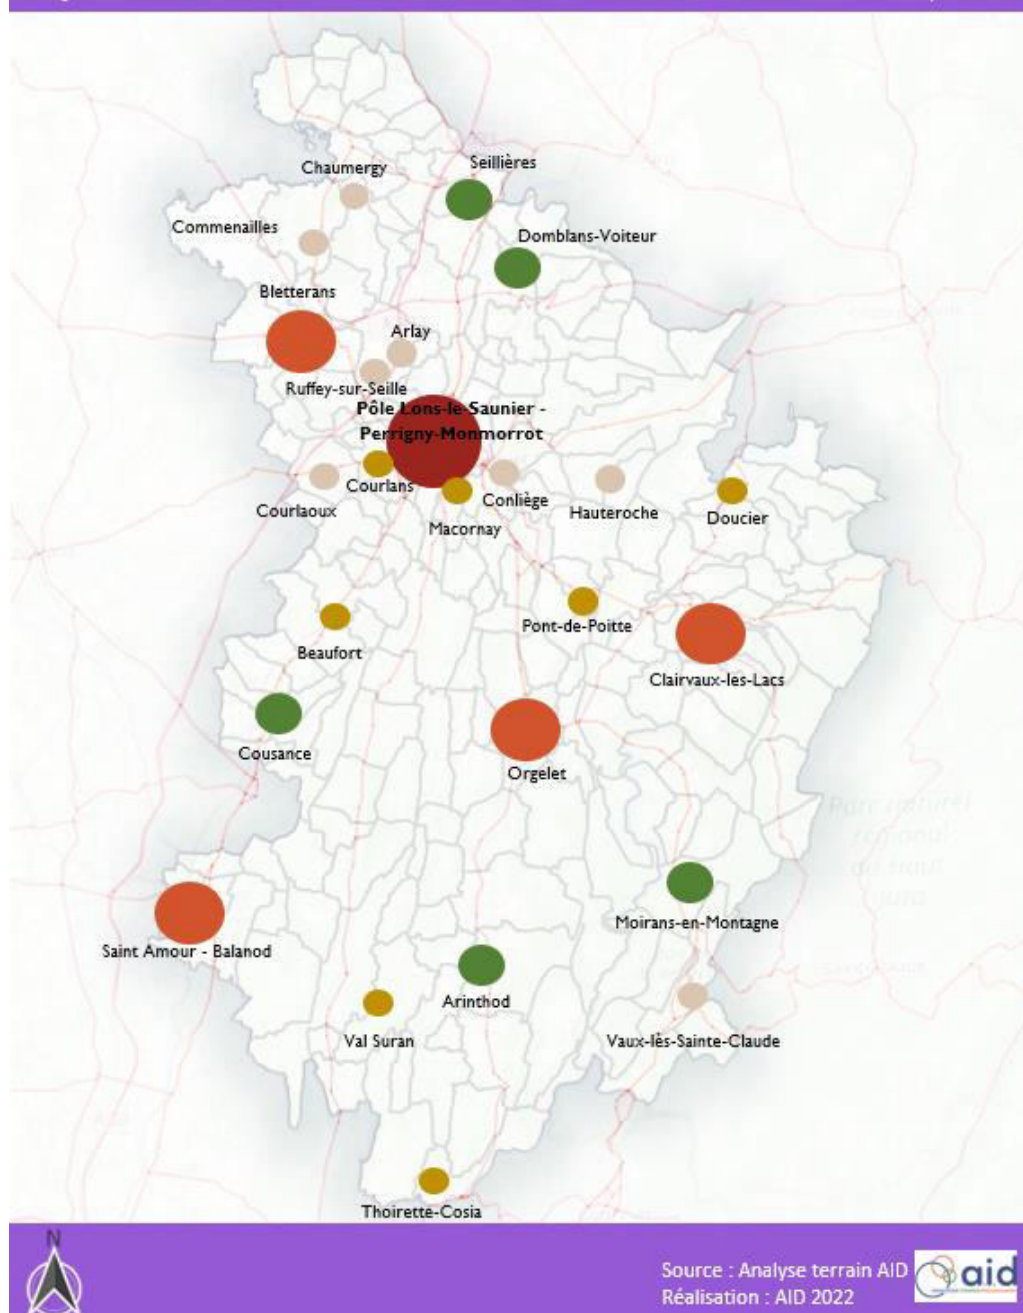 Chaumergy
Seillières
Commenailles
Domblans-Voiteur
Bletterans
Arlay
Ruffey-sur-Seille
Pôle Lons-le-Saunier -
Perrigny-Monmorrot
Courlans
Courlaoux
Conliège
Macornay
Hauteroche
Doucier
Pont-de-Poitte
Beaufort
Clairvaux-les-Lacs
Cousance
Orgelet
Parc naturel
régional
du Haut
Jura
Moirans-en-Montagne
Saint Amour - Balanod
Arinthod
Val Suran
Vaux-lès-Sainte-Claude
Thoirette-Cosia
N
Source : Analyse terrain AID
Réalisation : AID 2022
aid